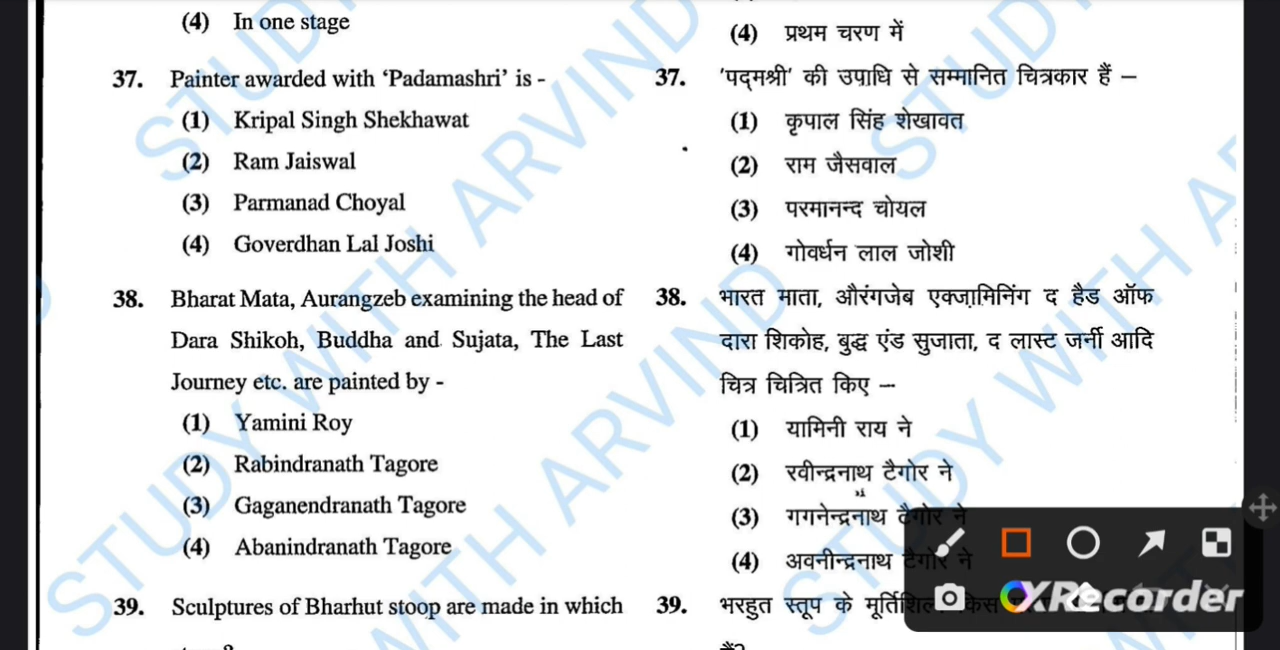 (4) In one stage
37. Painter awarded with ‘Padamashri’ is -
(1) Kripal Singh Shekhawat
(2) Ram Jaiswal
(3) Parmanad Choyal
(4) Goverdhan Lal Joshi
38. Bharat Mata, Aurangzeb examining the head of
Dara Shikoh, Buddha and Sujata, The Last
Journey etc. are painted by -
(1) Yamini Roy
(2) Rabindranath Tagore
(3) Gaganendranath Tagore
(4) Abanindranath Tagore
39. Sculptures of Bharhut stoop are made in which
(4) प्रथम चरण में
37. 'पद्मश्री' की उपाधि से सम्मानित चित्रकार हैं –
(1) कृपाल सिंह शेखावत
(2) राम जैसवाल
(3) परमानन्द चोयल
(4) गोवर्धन लाल जोशी
38. भारत माता, औरंगजेब एक्ज़ामिनिंग द हैड ऑफ
दारा शिकोह, बुद्ध एंड सुजाता, द लास्ट जर्नी आदि
चित्र चित्रित किए –
(1) यामिनी राय ने
(2) रवीन्द्रनाथ टैगोर ने
(3) गगनेन्द्रनाथ टैगोर ने
(4) अवनीन्द्रनाथ टैगोर ने
39. भरहुत स्तूप के
XRecorder
STUDY WITH ARVIND